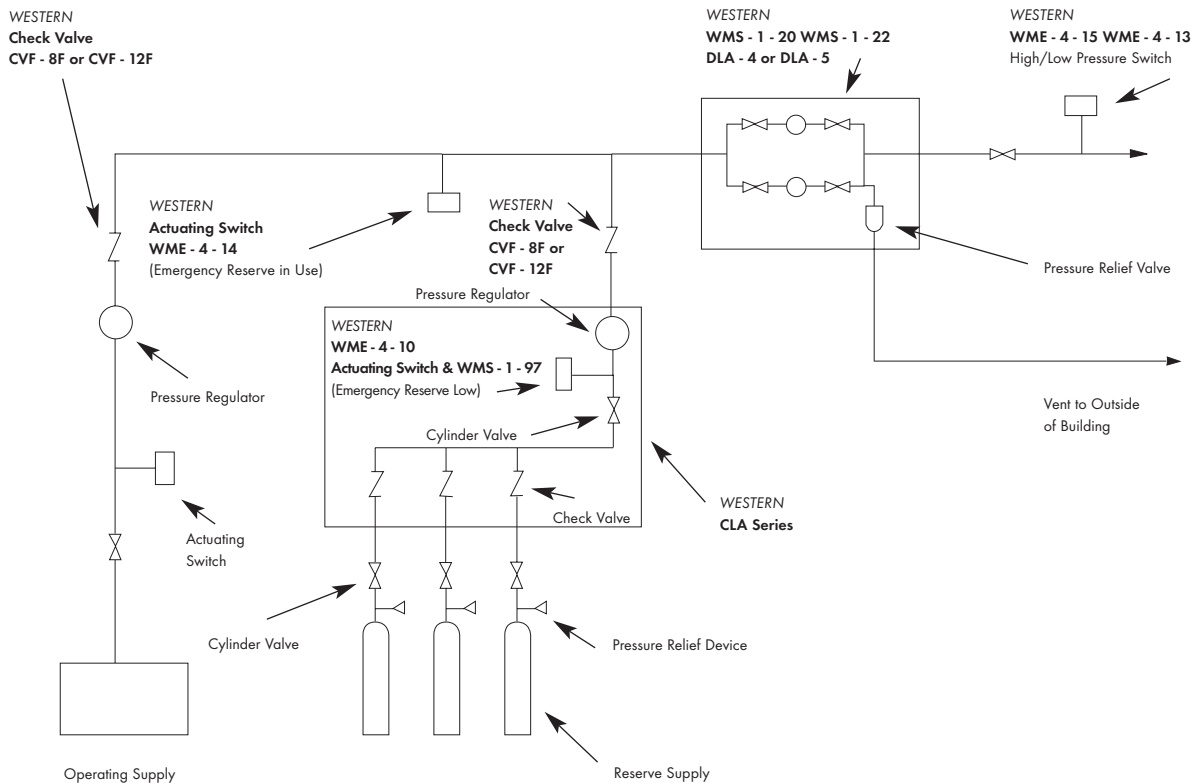 WESTERN
Check Valve
CVF - 8F or CVF - 12F
WESTERN
WMS - 1 - 20 WMS - 1 - 22
DLA - 4 or DLA - 5
WESTERN
WME - 4 - 15 WME - 4 - 13
High/Low Pressure Switch
WESTERN
Actuating Switch
WME - 4 - 14
(Emergency Reserve in Use)
WESTERN
Check Valve
CVF - 8F or
CVF - 12F
Pressure Relief Valve
Pressure Regulator
WESTERN
WME - 4 - 10
Actuating Switch & WMS - 1 - 97
(Emergency Reserve Low)
Pressure Regulator
Vent to Outside
of Building
Cylinder Valve
WESTERN
CLA Series
Check Valve
Actuating
Switch
Cylinder Valve
Pressure Relief Device
Operating Supply
Reserve Supply